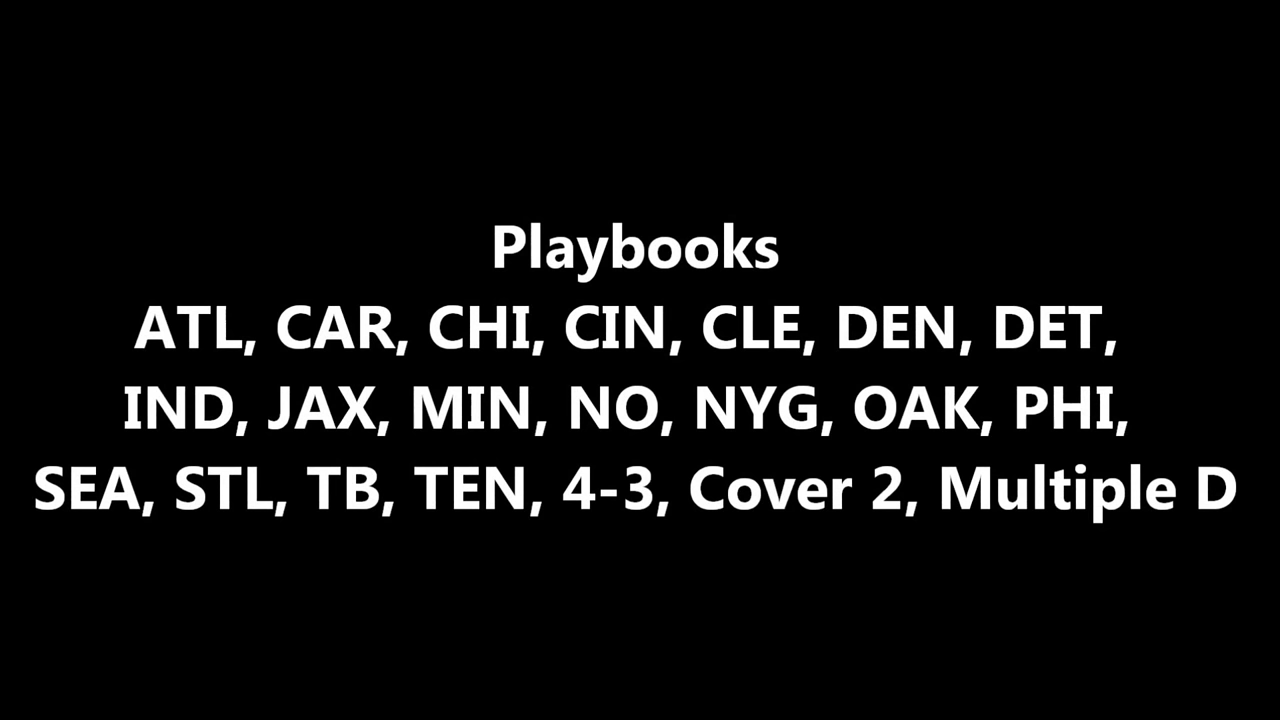 Playbooks
ATL, CAR, CHI, CIN, CLE, DEN, DET,
IND, JAX, MIN, NO, NYG, OAK, PHI,
SEA, STL, TB, TEN, 4-3, Cover 2, Multiple D